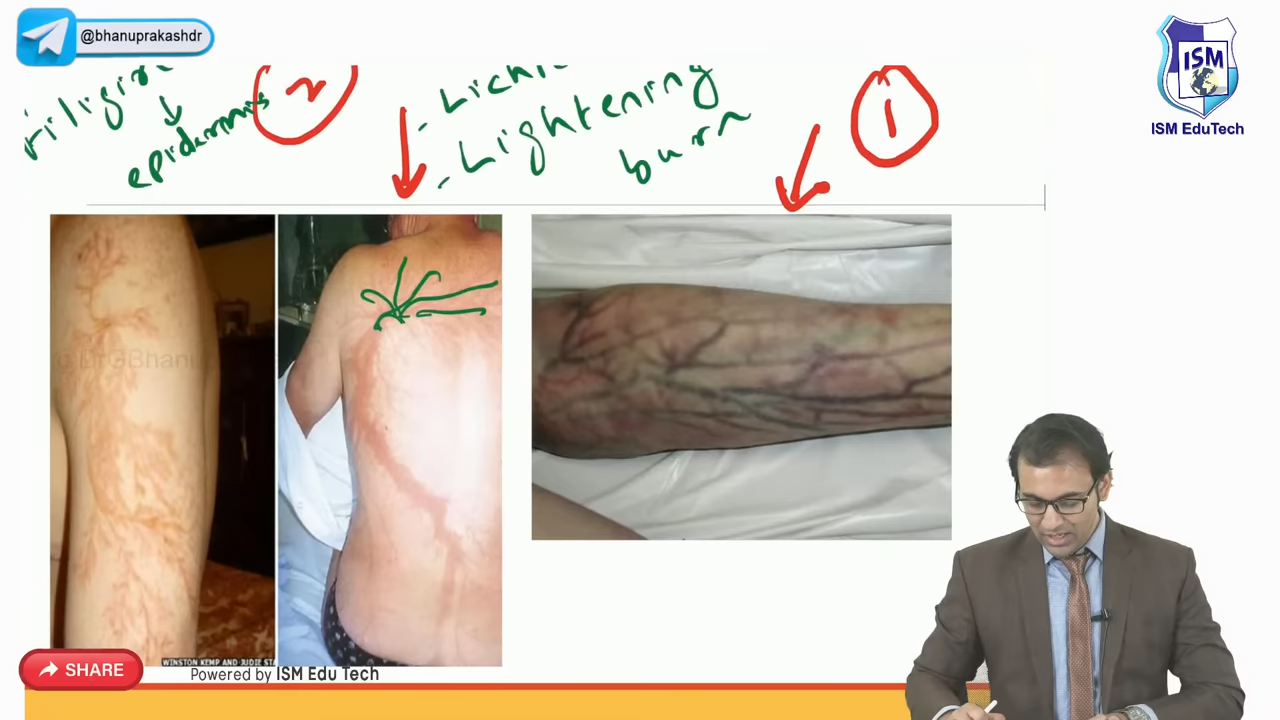 @bhanuprakashdr
ISM
ISM EduTech
2
1
- Lightening
burn
epidermis
WINSTON KEMP AND JUDIE STA
SHARE
Powered by ISM Edu Tech